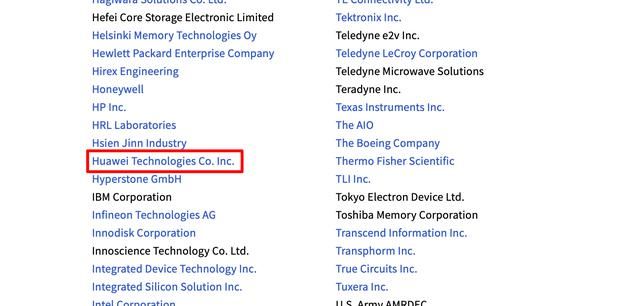 Hagiwara Solutions Co. Ltd.
Hefei Core Storage Electronic Limited
Helsinki Memory Technologies Oy
Hewlett Packard Enterprise Company
Hirex Engineering
Honeywell
HP Inc.
HRL Laboratories
Hsien Jinn Industry
Huawei Technologies Co. Inc.
Hyperstone GmbH
IBM Corporation
Infineon Technologies AG
Innodisk Corporation
Innoscience Technology Co. Ltd.
Integrated Device Technology Inc.
Integrated Silicon Solution Inc.
Intel Corporation
TE Connectivity Ltd.
Tektronix Inc.
Teledyne e2v Inc.
Teledyne LeCroy Corporation
Teledyne Microwave Solutions
Teradyne Inc.
Texas Instruments Inc.
The AIO
The Boeing Company
Thermo Fisher Scientific
TLI Inc.
Tokyo Electron Device Ltd.
Toshiba Memory Corporation
Transcend Information Inc.
Transphorm Inc.
True Circuits Inc.
Tuxera Inc.
U.S. Army AMRDEC